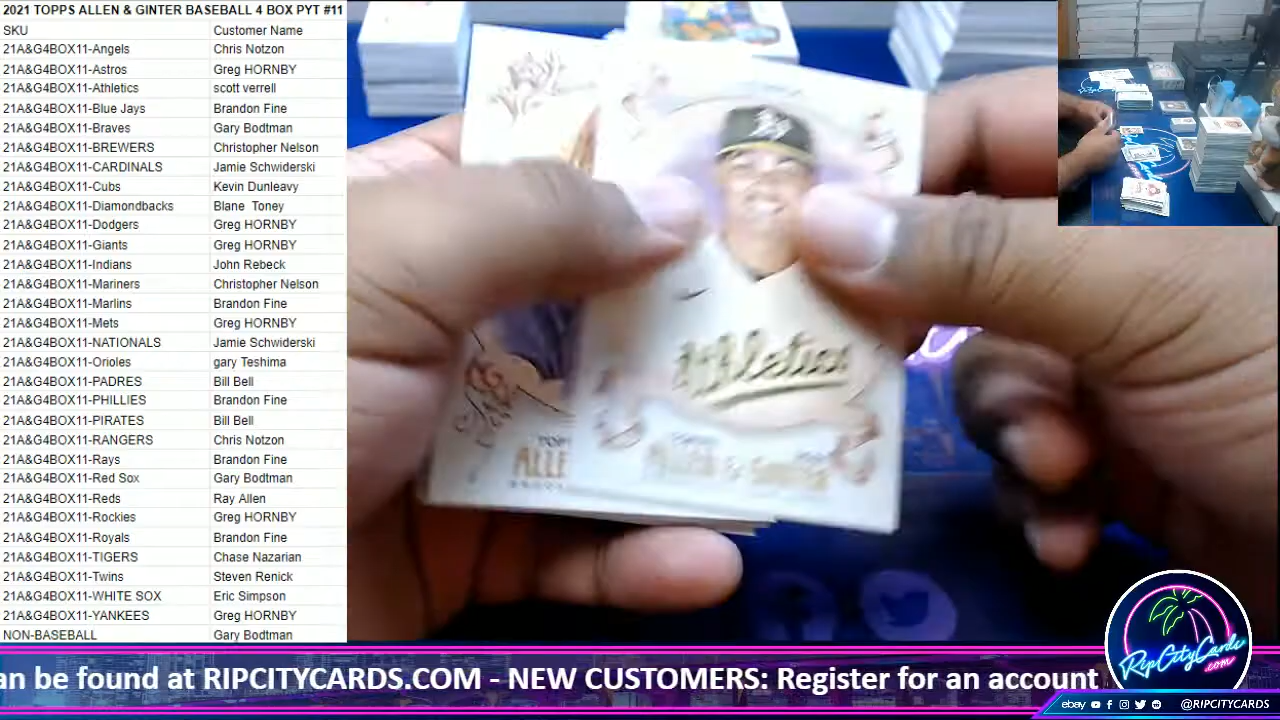 2021 TOPPS ALLEN & GINTER BASEBALL 4 BOX PYT #11
SKU Customer Name
21A&G4BOX11-Angels Chris Notzon
21A&G4BOX11-Astros Greg HORNBY
21A&G4BOX11-Athletics scott verrell
21A&G4BOX11-Blue Jays Brandon Fine
21A&G4BOX11-Braves Gary Bodtman
21A&G4BOX11-BREWERS Christopher Nelson
21A&G4BOX11-CARDINALS Jamie Schwiderski
21A&G4BOX11-Cubs Kevin Dunleavy
21A&G4BOX11-Diamondbacks Blane Toney
21A&G4BOX11-Dodgers Greg HORNBY
21A&G4BOX11-Giants Greg HORNBY
21A&G4BOX11-Indians John Rebeck
21A&G4BOX11-Mariners Christopher Nelson
21A&G4BOX11-Marlins Brandon Fine
21A&G4BOX11-Mets Greg HORNBY
21A&G4BOX11-NATIONALS Jamie Schwiderski
21A&G4BOX11-Orioles gary Teshima
21A&G4BOX11-PADRES Bill Bell
21A&G4BOX11-PHILLIES Brandon Fine
21A&G4BOX11-PIRATES Bill Bell
21A&G4BOX11-RANGERS Chris Notzon
21A&G4BOX11-Rays Brandon Fine
21A&G4BOX11-Red Sox Gary Bodtman
21A&G4BOX11-Reds Ray Allen
21A&G4BOX11-Rockies Greg HORNBY
21A&G4BOX11-Royals Brandon Fine
21A&G4BOX11-TIGERS Chase Nazarian
21A&G4BOX11-Twins Steven Renick
21A&G4BOX11-WHITE SOX Eric Simpson
21A&G4BOX11-YANKEES Greg HORNBY
NON-BASEBALL Gary Bodtman
Athletics
ALLEN & GINTER
TOP
ALLE
an be found at RIPCITYCARDS.COM - NEW CUSTOMERS: Register for an account
RipCityCards
.com
ebay @RIPCITYCARDS